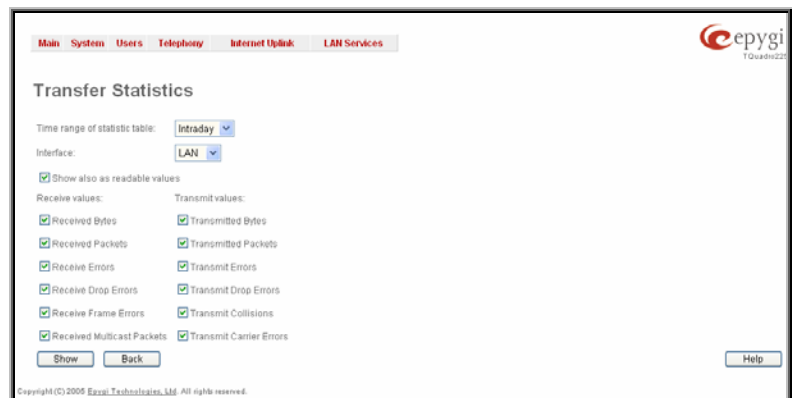 Main System Users Telephony Internet Uplink LAN Services
epygi
TQuadro225
Transfer Statistics
Time range of statistic table: Intraday
Interface: LAN
Show also as readable values
Receive values: Transmit values:
Received Bytes Transmitted Bytes
Received Packets Transmitted Packets
Receive Errors Transmit Errors
Receive Drop Errors Transmit Drop Errors
Receive Frame Errors Transmit Collisions
Received Multicast Packets Transmit Carrier Errors
Show Back Help
Copyright (C) 2005 Epygi Technologies, Ltd. All rights reserved.